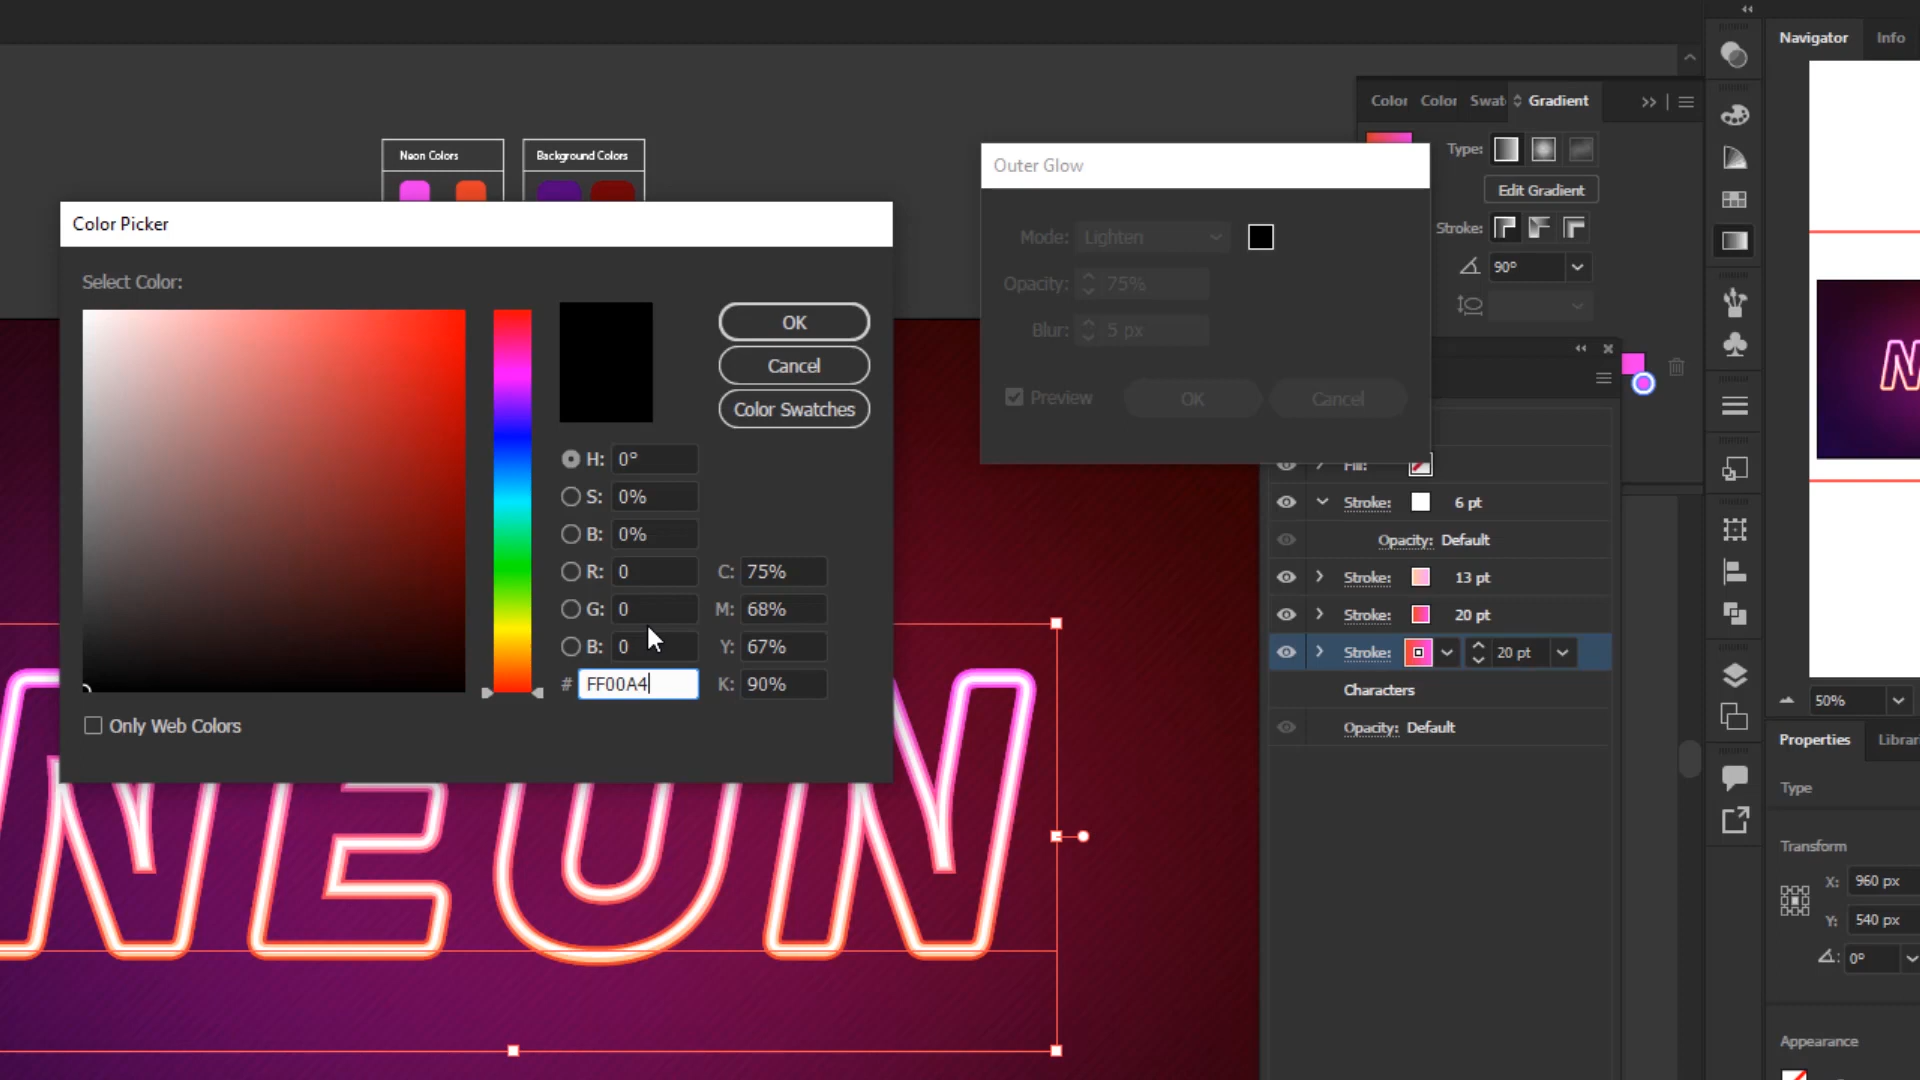 Navigator Info
Color Color Swat Gradient
Type:
Edit Gradient
Stroke:
90°
Neon Colors
Background Colors
Outer Glow
Mode: Lighten
Opacity: 75%
Blur: 5 px
Preview OK Cancel
Color Picker
Select Color:
OK
Cancel
Color Swatches
H: 0°
S: 0%
B: 0%
R: 0
G: 0
B: 0
# FF00A4
C: 75%
M: 68%
Y: 67%
K: 90%
Only Web Colors
Fill:
Stroke: 6 pt
Opacity: Default
Stroke: 13 pt
Stroke: 20 pt
Stroke: 20 pt
Characters
Opacity: Default
NEON
N
50%
Properties Librari
Type
Transform
X: 960 px
Y: 540 px
0°
Appearance